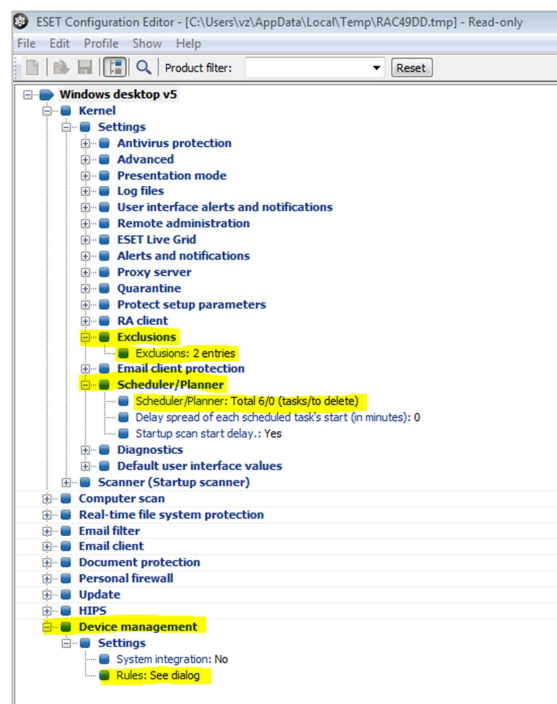 ESET Configuration Editor - [C:\Users\vz\AppData\Local\Temp\RAC49DD.tmp] - Read-only
File Edit Profile Show Help
Product filter: Reset
Windows desktop v5
Kernel
Settings
Antivirus protection
Advanced
Presentation mode
Log files
User interface alerts and notifications
Remote administration
ESET Live Grid
Alerts and notifications
Proxy server
Quarantine
Protect setup parameters
RA client
Exclusions
Exclusions: 2 entries
Email client protection
Scheduler/Planner
Scheduler/Planner: Total 6/0 (tasks/to delete)
Delay spread of each scheduled task's start (in minutes): 0
Startup scan start delay.: Yes
Diagnostics
Default user interface values
Scanner (Startup scanner)
Computer scan
Real-time file system protection
Email filter
Email client
Document protection
Personal firewall
Update
HIPS
Device management
Settings
System integration: No
Rules: See dialog